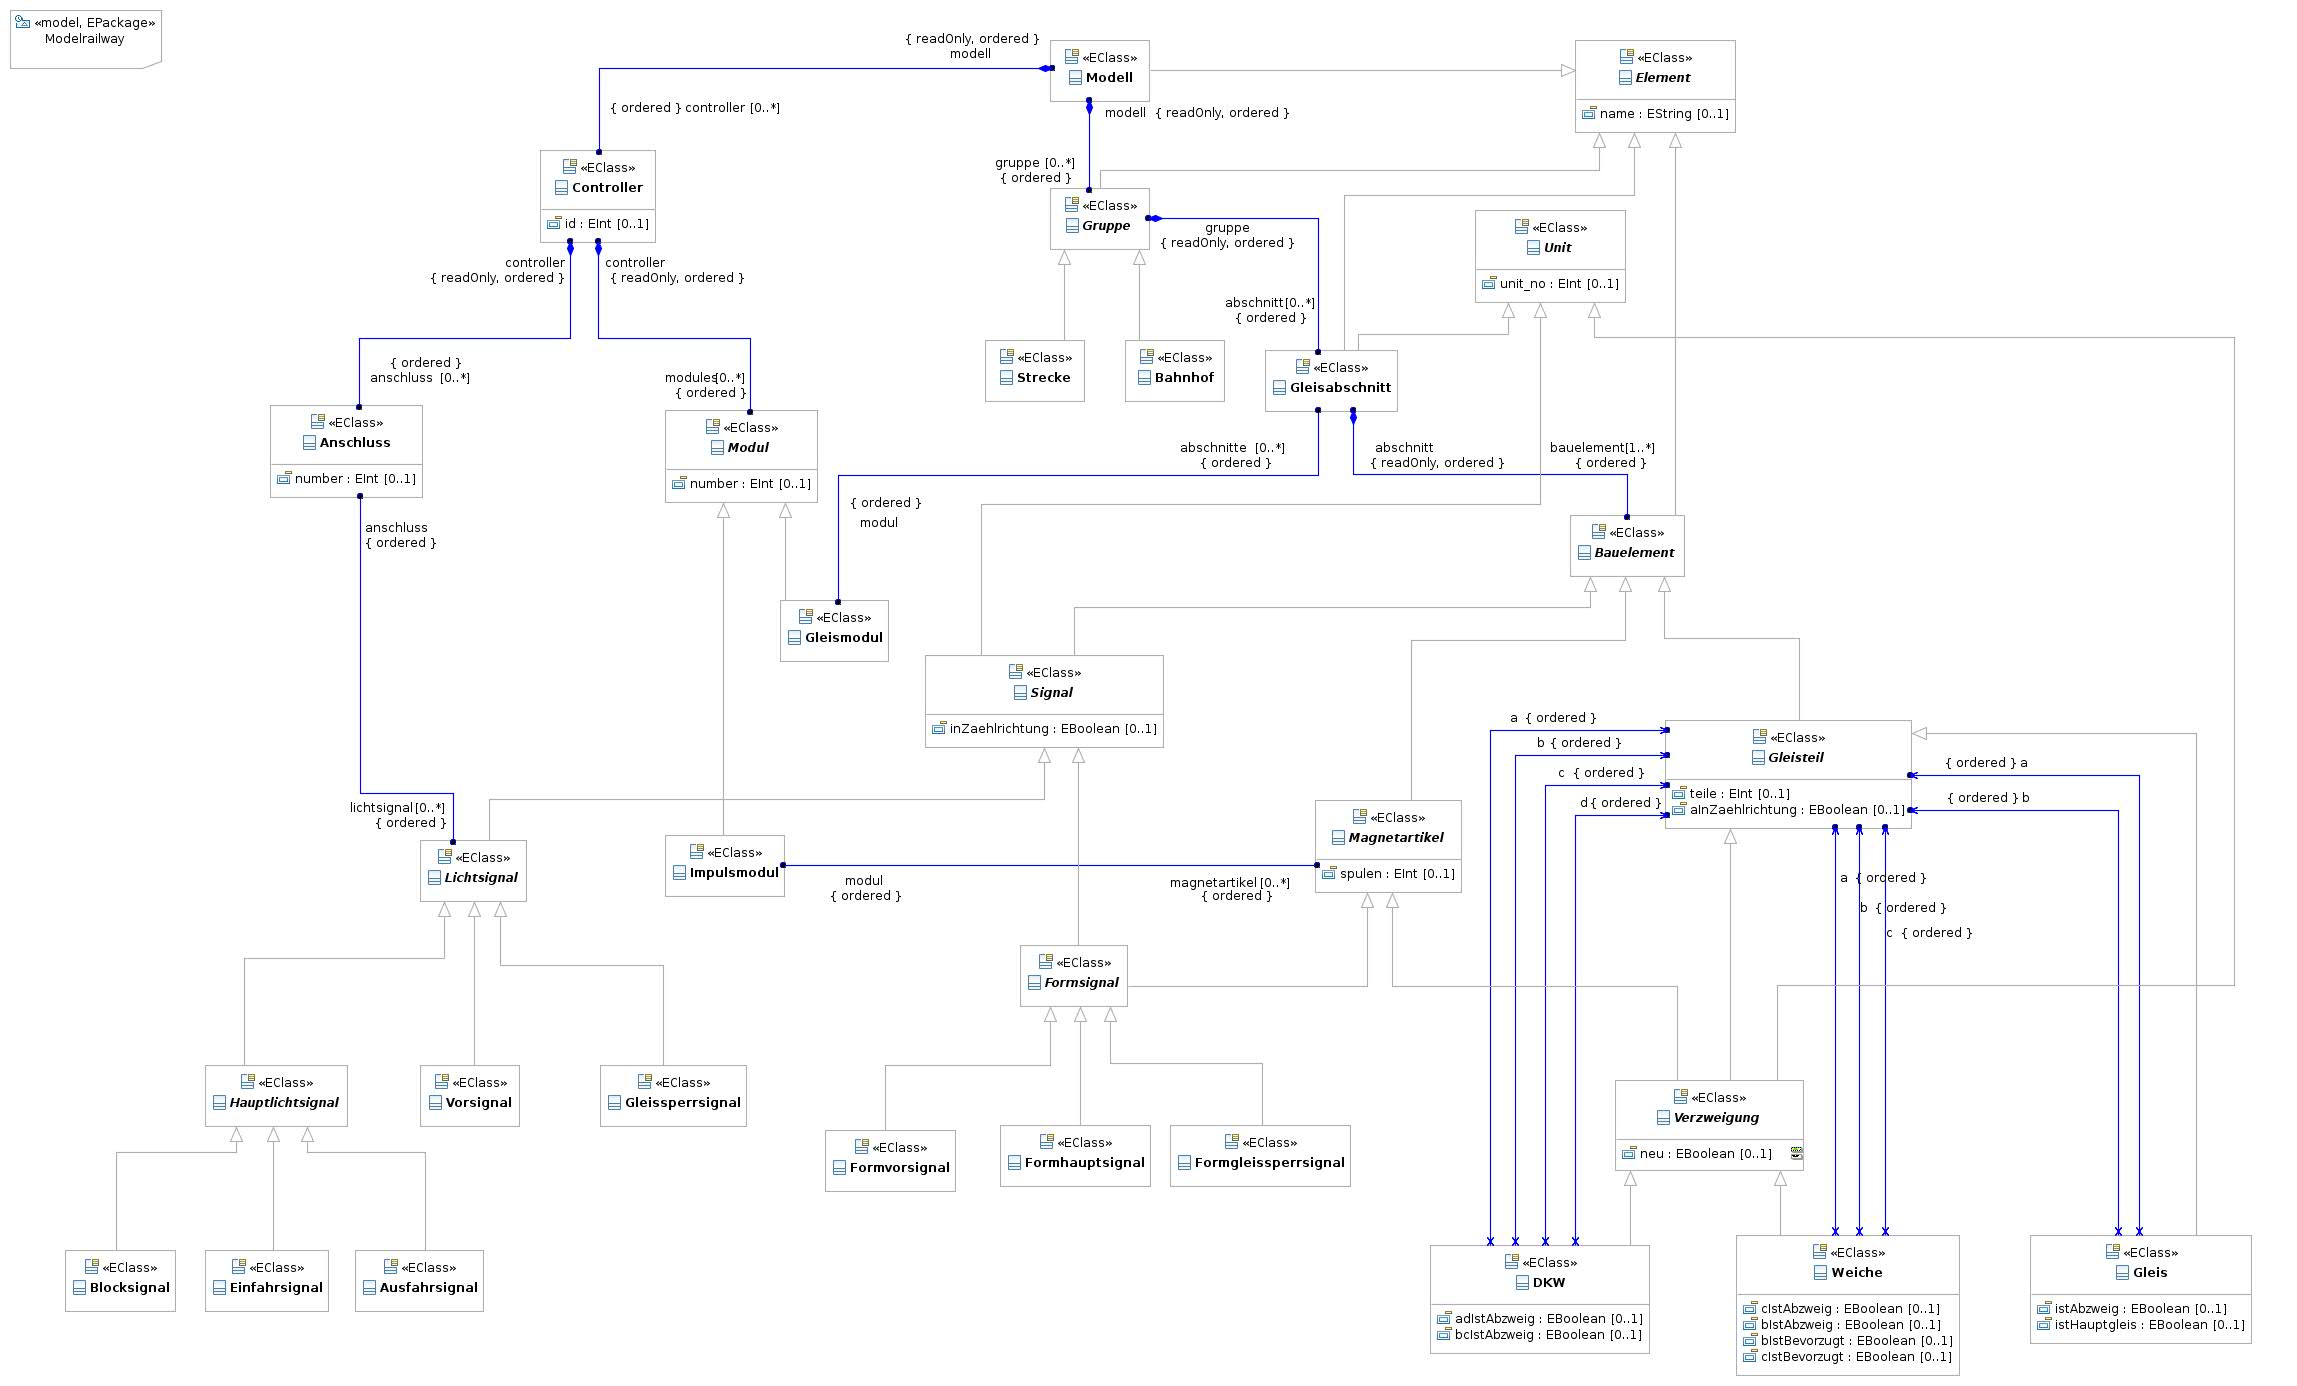 «model, EPackage»
Modelrailway
{ readOnly, ordered }
modell
«EClass»
Modell
«EClass»
Element
name : EString [0..1]
{ ordered } controller [0..*]
modell { readOnly, ordered }
«EClass»
Controller
id : EInt [0..1]
gruppe [0..*]
{ ordered }
«EClass»
Gruppe
gruppe
{ readOnly, ordered }
«EClass»
Unit
unit_no : EInt [0..1]
controller
{ readOnly, ordered }
controller
{ readOnly, ordered }
abschnitt[0..*]
{ ordered }
«EClass»
Strecke
«EClass»
Bahnhof
«EClass»
Gleisabschnitt
{ ordered }
anschluss [0..*]
modules[0..*]
{ ordered }
«EClass»
Anschluss
number : EInt [0..1]
«EClass»
Modul
number : EInt [0..1]
abschnitte [0..*]
{ ordered }
abschnitt
{ readOnly, ordered }
bauelement[1..*]
{ ordered }
anschluss
{ ordered }
{ ordered }
modul
«EClass»
Bauelement
«EClass»
Gleismodul
«EClass»
Signal
inZaehlrichtung : EBoolean [0..1]
a { ordered }
b { ordered }
c { ordered }
d { ordered }
«EClass»
Gleisteil
teile : EInt [0..1]
aInZaehlrichtung : EBoolean [0..1]
{ ordered } a
{ ordered } b
lichtsignal[0..*]
{ ordered }
«EClass»
Lichtsignal
«EClass»
Impulsmodul
modul
{ ordered }
magnetartikel [0..*]
{ ordered }
«EClass»
Magnetartikel
spulen : EInt [0..1]
a { ordered }
b { ordered }
c { ordered }
«EClass»
Formsignal
«EClass»
Hauptlichtsignal
«EClass»
Vorsignal
«EClass»
Gleissperrsignal
«EClass»
Formvorsignal
«EClass»
Formhauptsignal
«EClass»
Formgleissperrsignal
«EClass»
Verzweigung
neu : EBoolean [0..1]
«EClass»
Blocksignal
«EClass»
Einfahrsignal
«EClass»
Ausfahrsignal
«EClass»
DKW
adIstAbzweig : EBoolean [0..1]
bcIstAbzweig : EBoolean [0..1]
«EClass»
Weiche
cIstAbzweig : EBoolean [0..1]
bIstAbzweig : EBoolean [0..1]
bIstBevorzugt : EBoolean [0..1]
cIstBevorzugt : EBoolean [0..1]
«EClass»
Gleis
istAbzweig : EBoolean [0..1]
istHauptgleis : EBoolean [0..1]